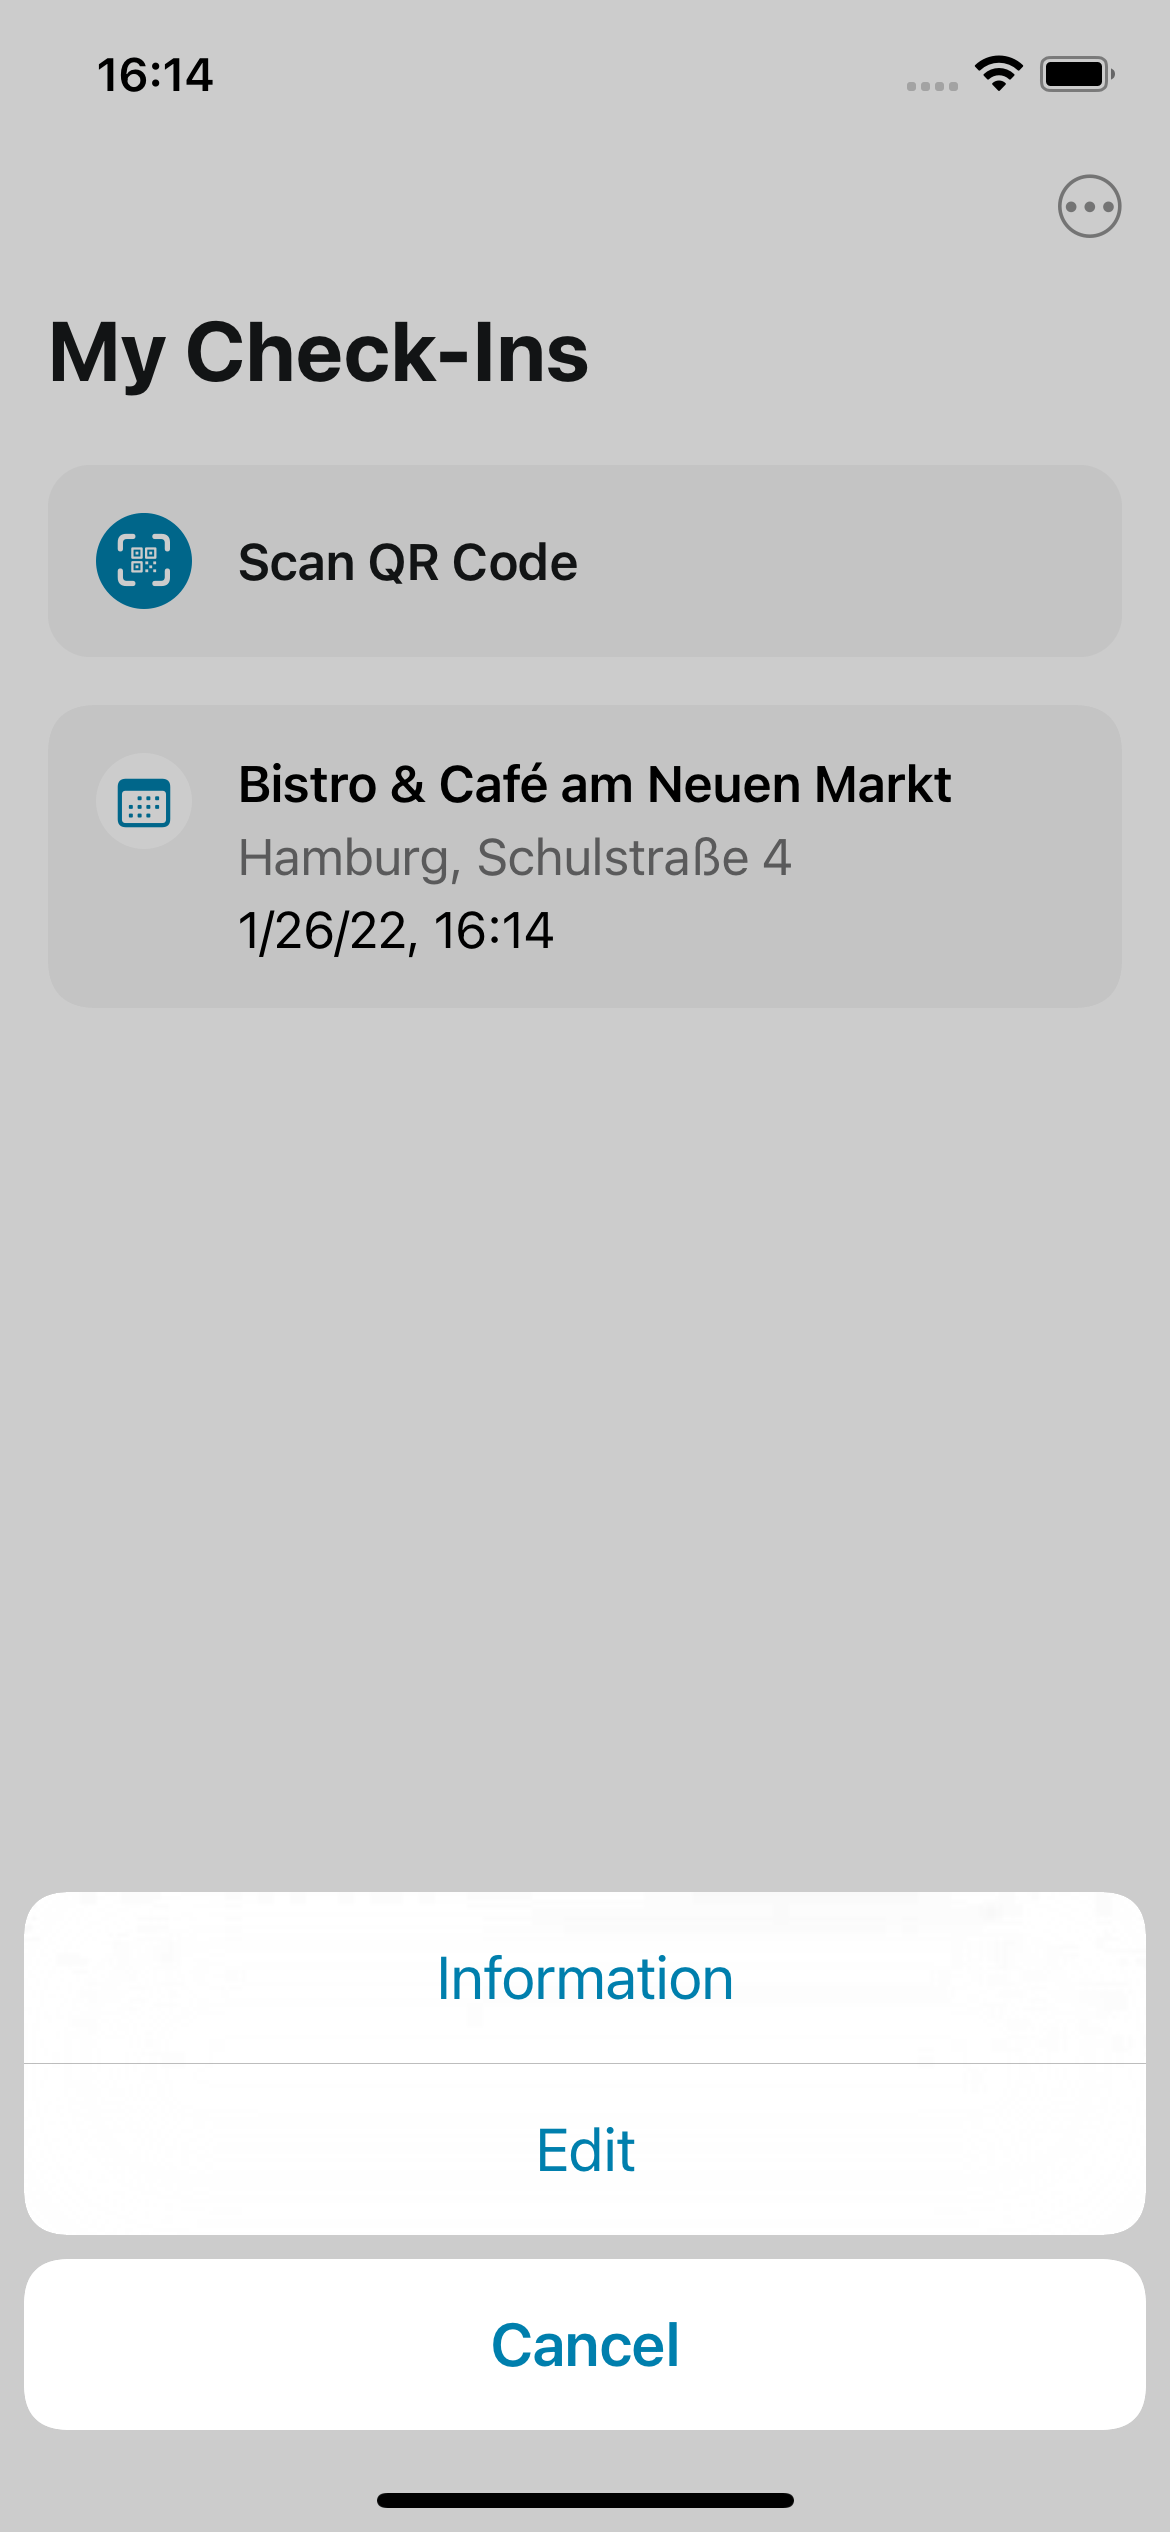 16:14
My Check-Ins
Scan QR Code
Bistro & Café am Neuen Markt
Hamburg, Schulstraße 4
1/26/22, 16:14
Information
Edit
Cancel